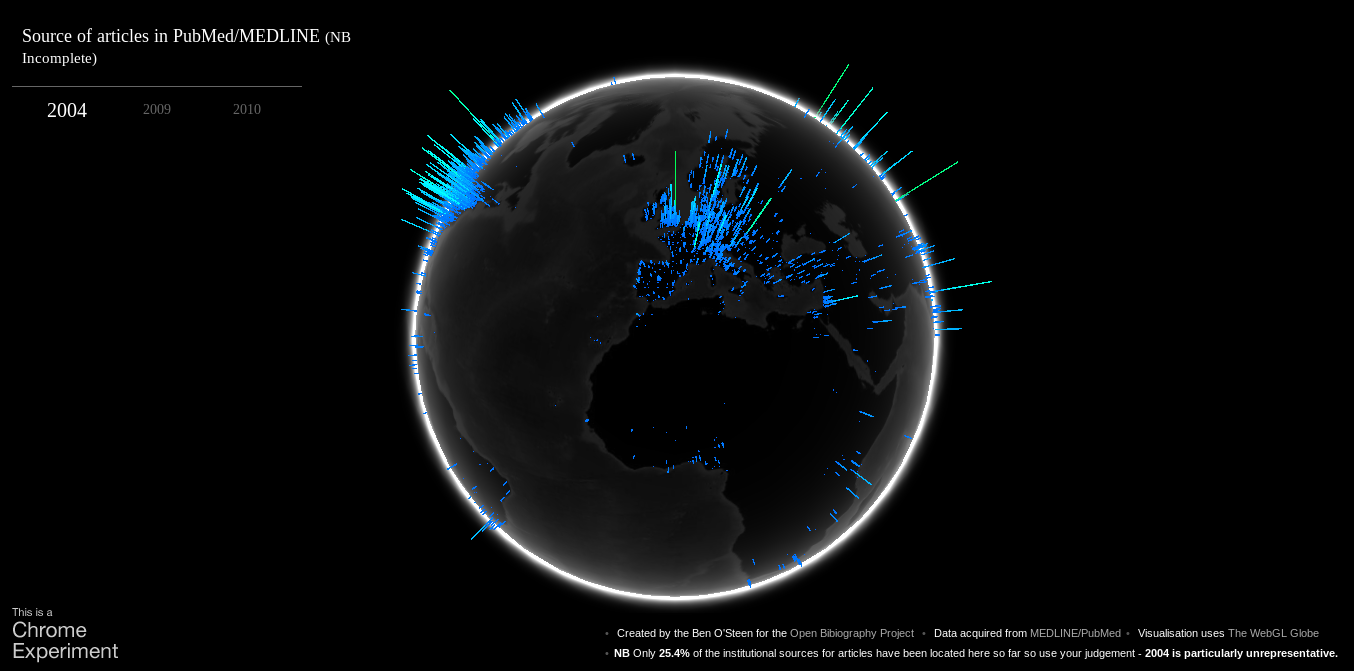 Source of articles in PubMed/MEDLINE (NB
Incomplete)
2004 2009 2010
This is a
Chrome
Experiment
• Created by the Ben O'Steen for the Open Bibiography Project • Data acquired from MEDLINE/PubMed • Visualisation uses The WebGL Globe
• NB Only 25.4% of the institutional sources for articles have been located here so far so use your judgement - 2004 is particularly unrepresentative.